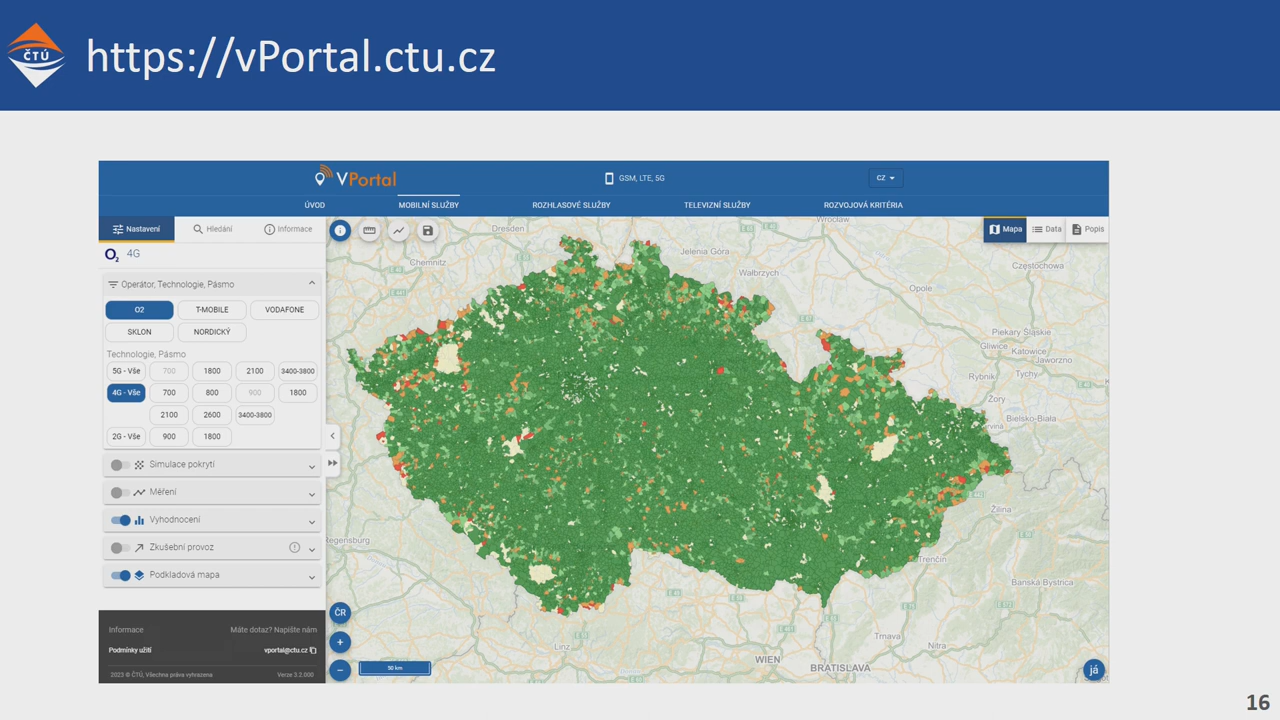 ČTÚ
https://vPortal.ctu.cz
VPortal
GSM, LTE, 5G
CZ
ÚVOD
MOBILNÍ SLUŽBY
ROZHLASOVÉ SLUŽBY
TELEVIZNÍ SLUŽBY
ROZVOJOVÁ KRITÉRIA
Nastavení
Hledání
Informace
Mapa
Data
Popis
O2 4G
Operátor, Technologie, Pásmo
O2
T-MOBILE
VODAFONE
SKLON
NORDICKÝ
Technologie, Pásmo
5G - Vše
700
1800
2100
3400-3800
4G - Vše
700
800
900
1800
2100
2600
3400-3800
2G - Vše
900
1800
Simulace pokrytí
Měření
Vyhodnocení
Zkušební provoz
Podkladová mapa
Informace
Máte dotaz? Napište nám
Podmínky užití
vportal@ctu.cz
2023 © ČTÚ, Všechna práva vyhrazena
Verze 3.2.000
Dresden
Chemnitz
Wrocław
Jelenia Góra
Wałbrzych
Opole
Częstochowa
Piekary Śląskie
Gliwice
Katowice
Jaworzno
Rybnik
Tychy
Żory
Bielsko-Biała
Žilina
Regensburg
Trenčín
Banská Bystrica
Linz
Trnava
Nitra
WIEN
BRATISLAVA
ČR
+
−
50 km
já
16